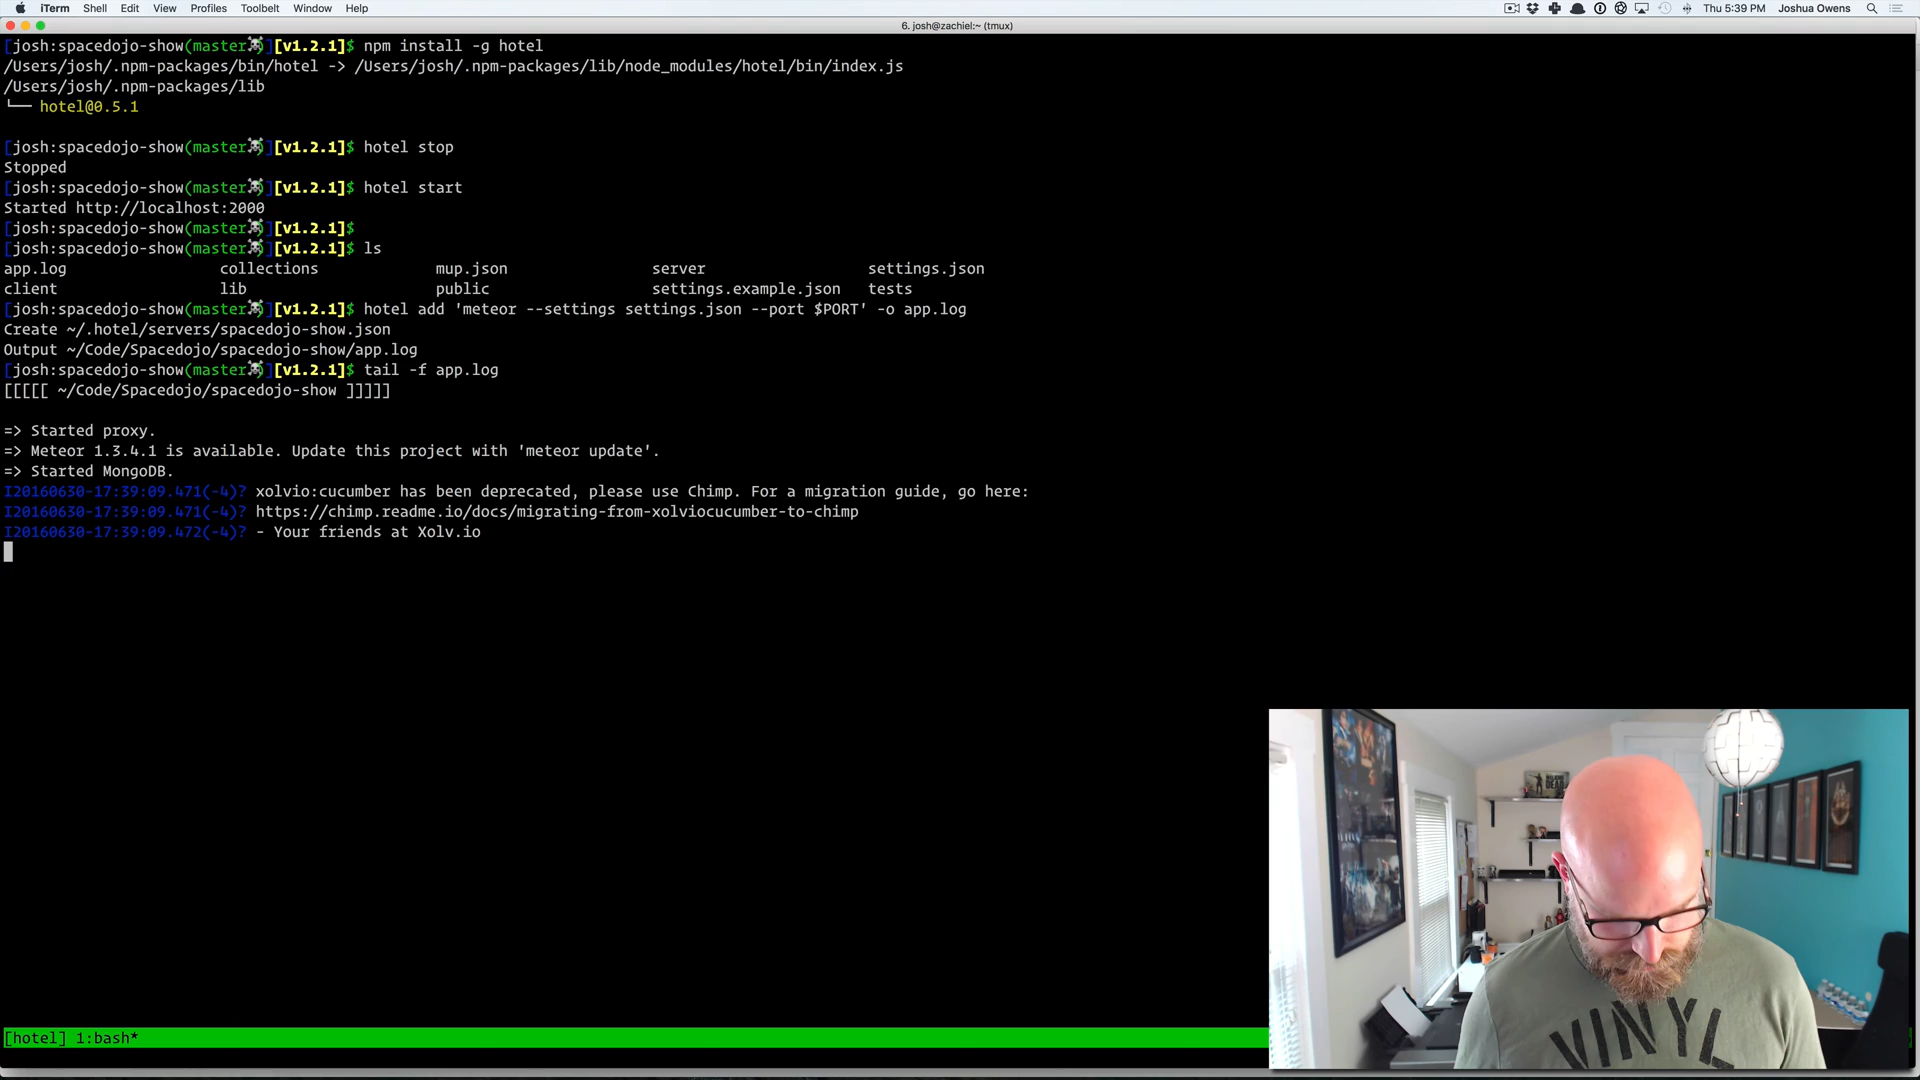 iTerm Shell Edit View Profiles Toolbelt Window Help Thu 5:39 PM Joshua Owens
6. josh@zachiel:~ (tmux)
[josh:spacedojo-show(master☠)][v1.2.1]$ npm install -g hotel
/Users/josh/.npm-packages/bin/hotel -> /Users/josh/.npm-packages/lib/node_modules/hotel/bin/index.js
/Users/josh/.npm-packages/lib
└── hotel@0.5.1
[josh:spacedojo-show(master☠)][v1.2.1]$ hotel stop
Stopped
[josh:spacedojo-show(master☠)][v1.2.1]$ hotel start
Started http://localhost:2000
[josh:spacedojo-show(master☠)][v1.2.1]$
[josh:spacedojo-show(master☠)][v1.2.1]$ ls
app.log collections mup.json server settings.json
client lib public settings.example.json tests
[josh:spacedojo-show(master☠)][v1.2.1]$ hotel add 'meteor --settings settings.json --port $PORT' -o app.log
Create ~/.hotel/servers/spacedojo-show.json
Output ~/Code/Spacedojo/spacedojo-show/app.log
[josh:spacedojo-show(master☠)][v1.2.1]$ tail -f app.log
[[[[[ ~/Code/Spacedojo/spacedojo-show ]]]]]
=> Started proxy.
=> Meteor 1.3.4.1 is available. Update this project with 'meteor update'.
=> Started MongoDB.
I20160630-17:39:09.471(-4)? xolvio:cucumber has been deprecated, please use Chimp. For a migration guide, go here:
I20160630-17:39:09.471(-4)? https://chimp.readme.io/docs/migrating-from-xolviocucumber-to-chimp
I20160630-17:39:09.472(-4)? - Your friends at Xolv.io
VINYL
[hotel] 1:bash*